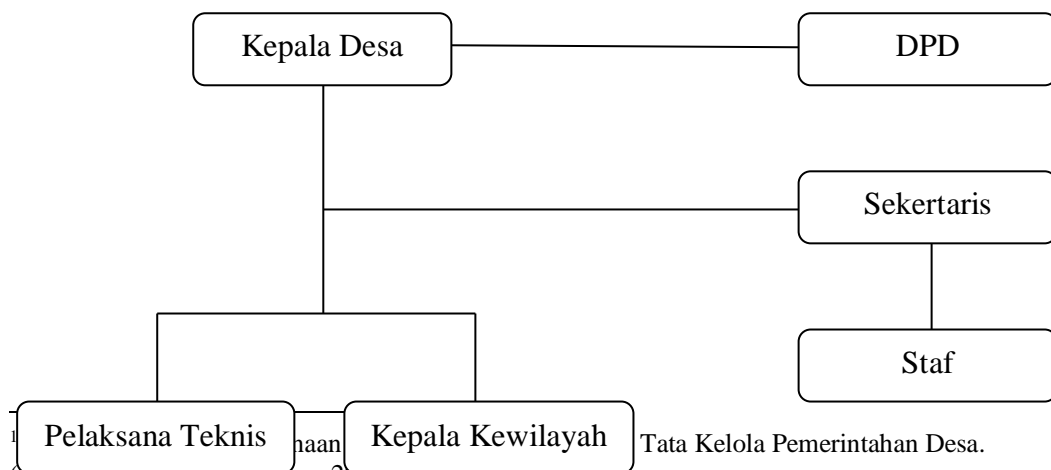 Kepala Desa
DPD
Sekertaris
Staf
Pelaksana Teknis
Kepala Kewilayah
Tata Kelola Pemerintahan Desa.